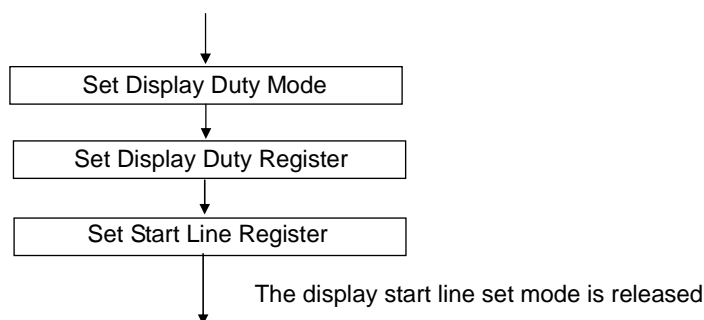 Set Display Duty Mode
Set Display Duty Register
Set Start Line Register
The display start line set mode is released